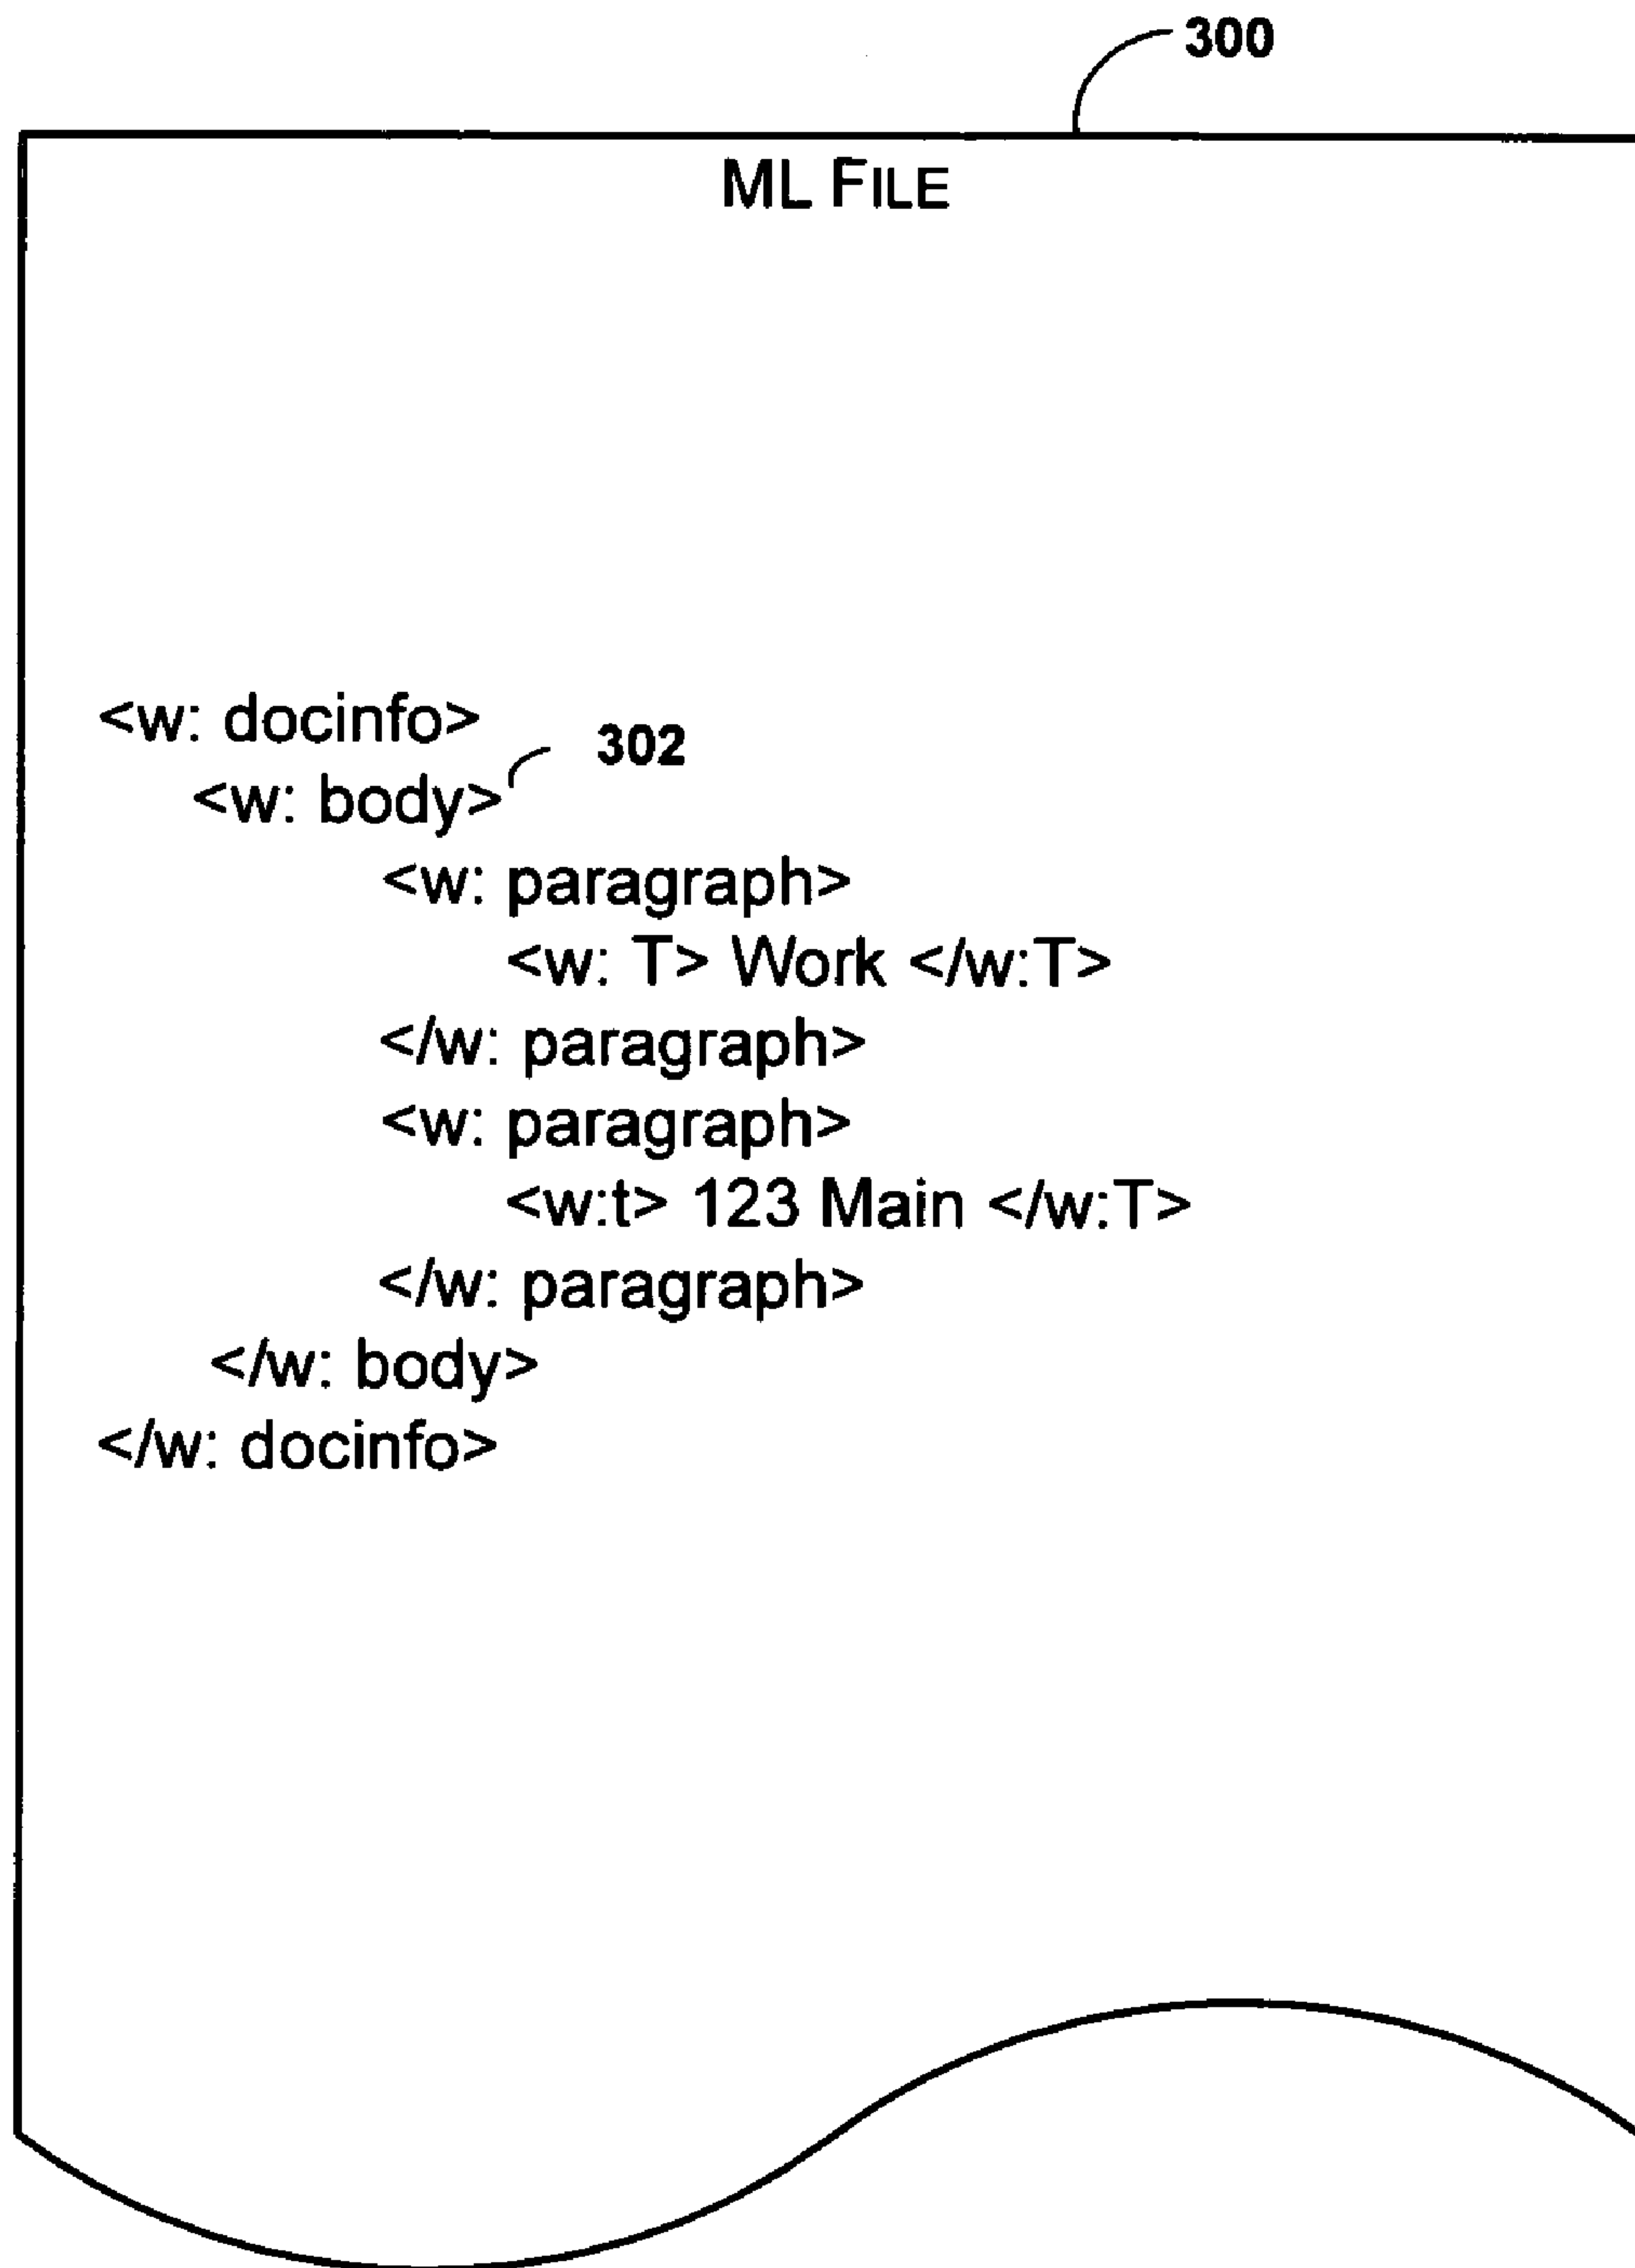 300
ML FILE
<w: docinfo>
302
<w: body>
<w: paragraph>
<w: T> Work </w:T>
</w: paragraph>
<w: paragraph>
<w:t> 123 Main </w:T>
</w: paragraph>
</w: body>
</w: docinfo>